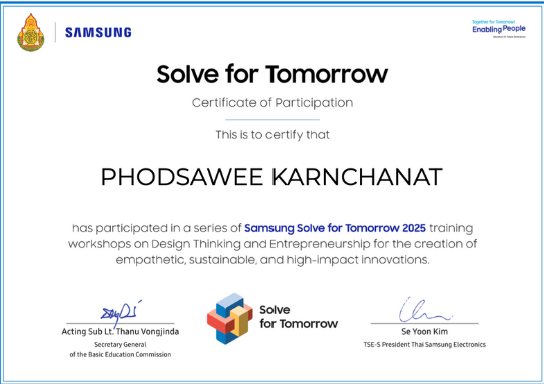 SAMSUNG
Together for Tomorrow!
Enabling People
Solve for Tomorrow
Certificate of Participation
This is to certify that
PHODSAWEE KARNCHANAT
has participated in a series of Samsung Solve for Tomorrow 2025 training
workshops on Design Thinking and Entrepreneurship for the creation of
empathetic, sustainable, and high-impact innovations.
Acting Sub Lt. Thanu Vongjinda
Secretary General
of the Basic Education Commission
Solve
for Tomorrow
Se Yoon Kim
TSE-S President Thai Samsung Electronics